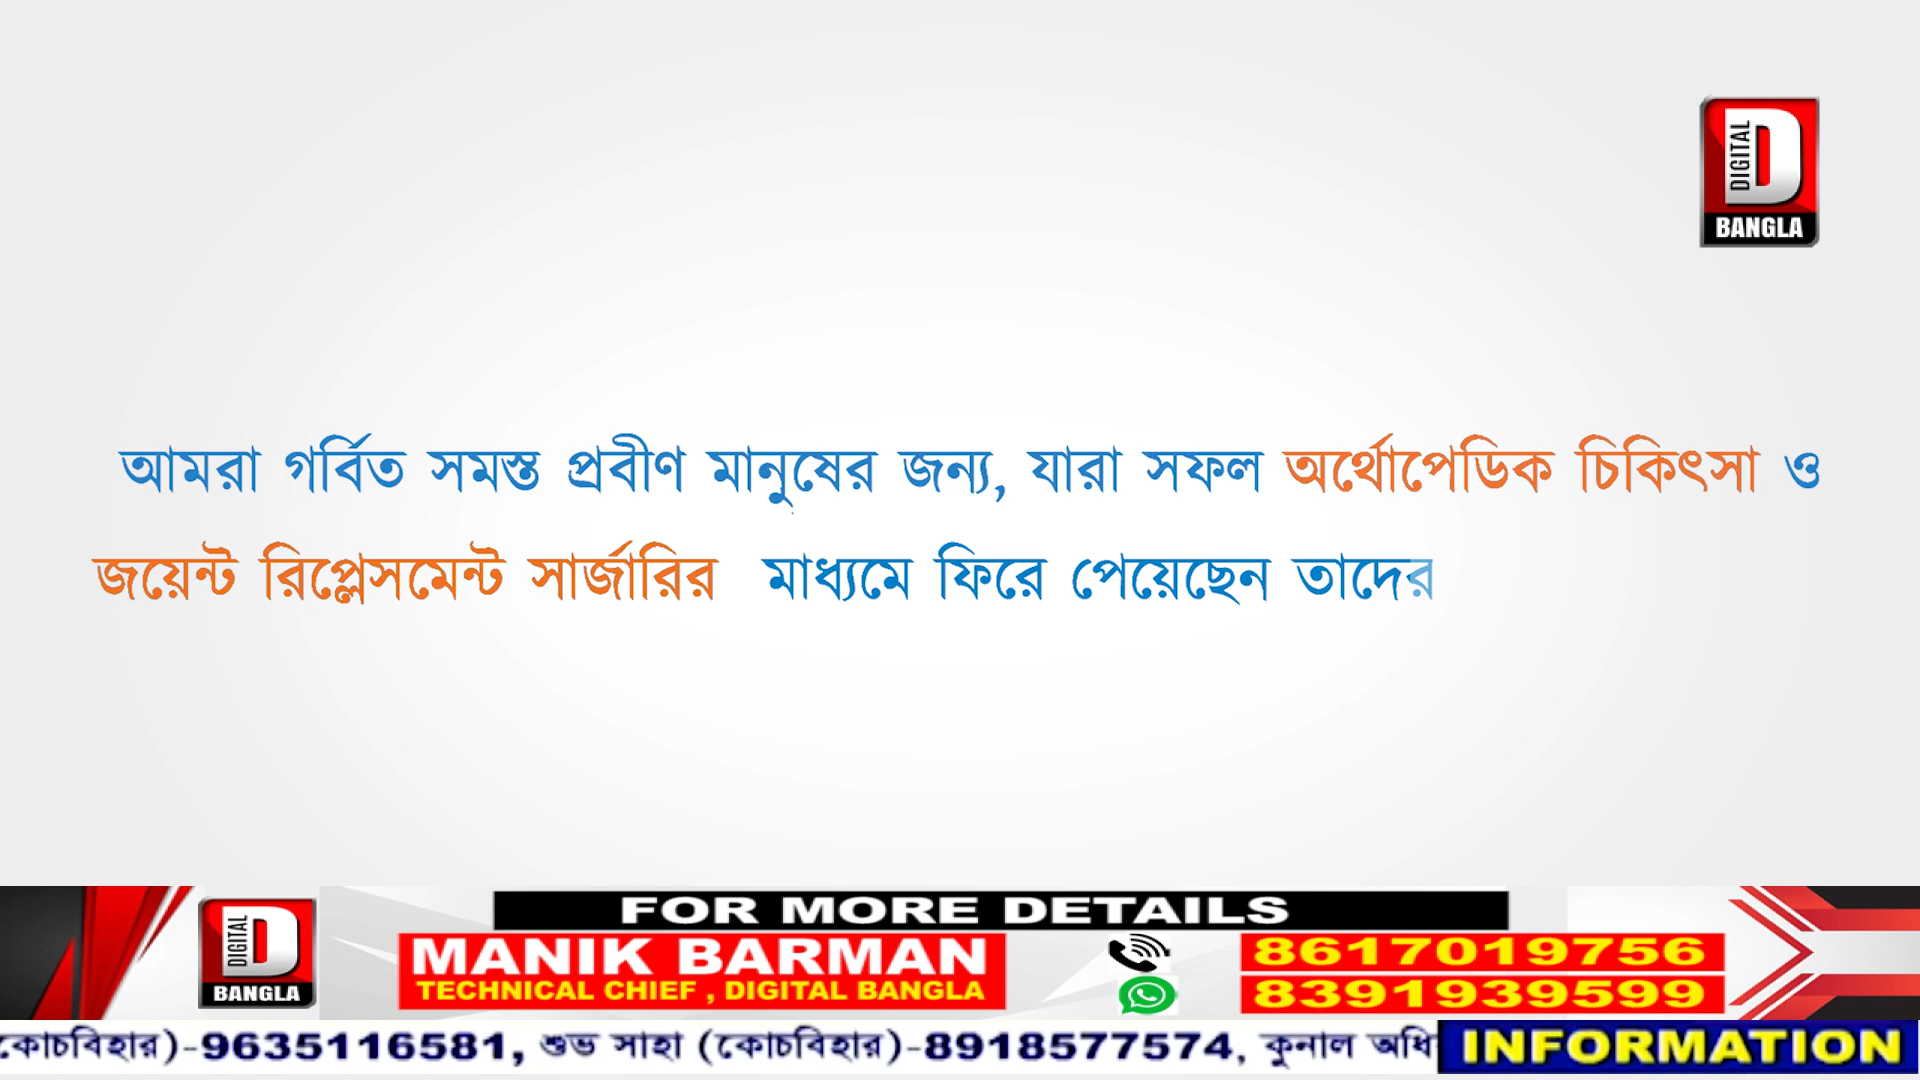 DIGITAL
D
BANGLA
আমরা গর্বিত সমস্ত প্রবীণ মানুষের জন্য, যারা সফল অর্থোপেডিক চিকিৎসা ও
জয়েন্ট রিপ্লেসমেন্ট সার্জারির মাধ্যমে ফিরে পেয়েছেন তাদের
FOR MORE DETAILS
DIGITAL
D
BANGLA
MANIK BARMAN
TECHNICAL CHIEF, DIGITAL BANGLA
8617019756
8391939599
কোচবিহার)-9635116581, শুভ সাহা (কোচবিহার)-8918577574, কুনাল অধি
INFORMATION